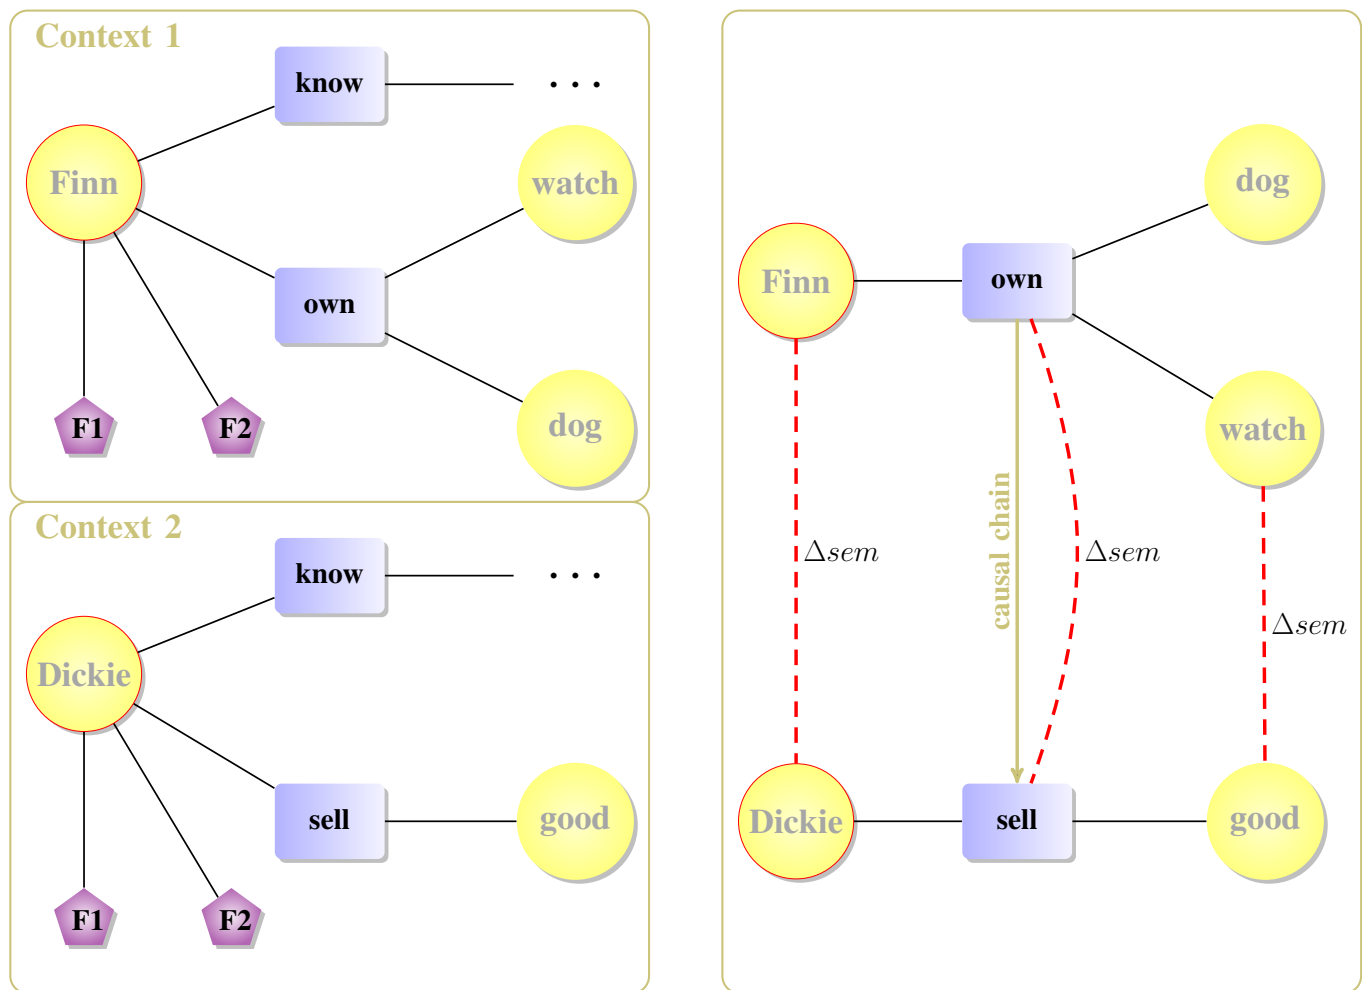 Context 1
know
...
Finn
watch
own
F1
F2
dog
Context 2
know
...
Dickie
sell
good
F1
F2
dog
Finn
own
watch
causal chain
Δsem
Δsem
Δsem
Dickie
sell
good